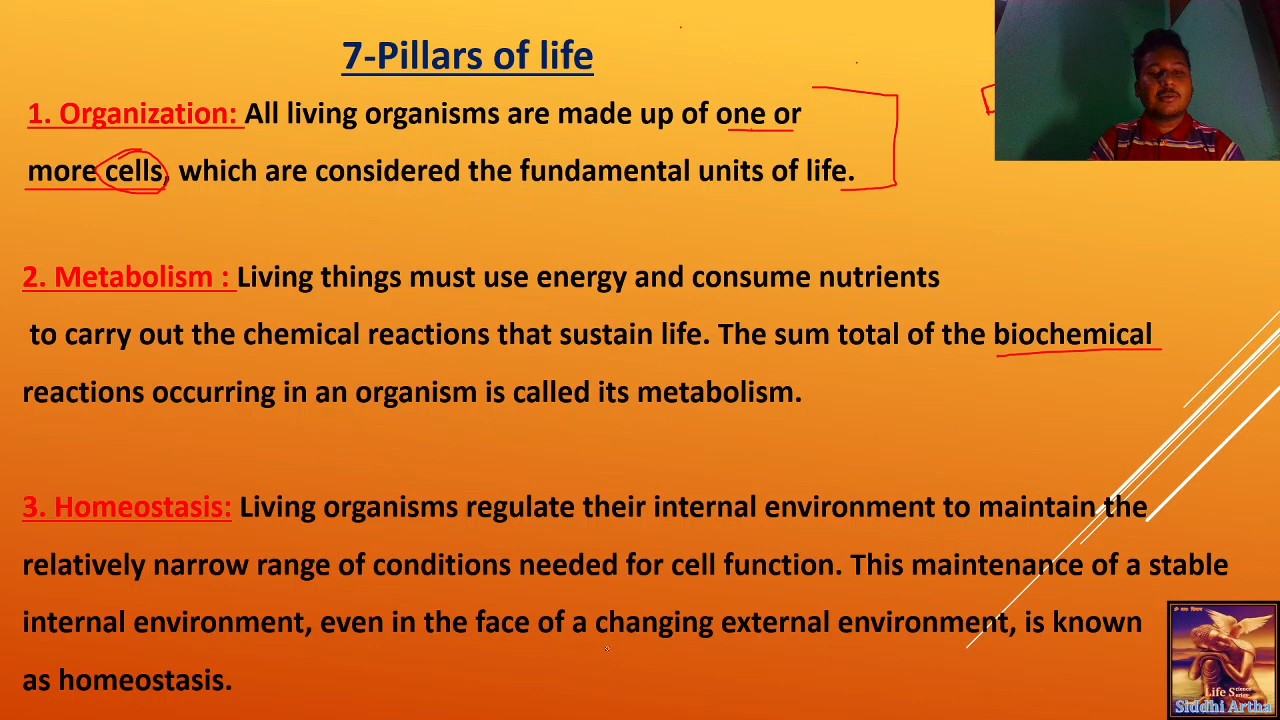 7-Pillars of life
1. Organization: All living organisms are made up of one or
more cells, which are considered the fundamental units of life.
2. Metabolism : Living things must use energy and consume nutrients
to carry out the chemical reactions that sustain life. The sum total of the biochemical
reactions occurring in an organism is called its metabolism.
3. Homeostasis: Living organisms regulate their internal environment to maintain the
relatively narrow range of conditions needed for cell function. This maintenance of a stable
internal environment, even in the face of a changing external environment, is known
as homeostasis.
Life Science Series
Siddhi Artha